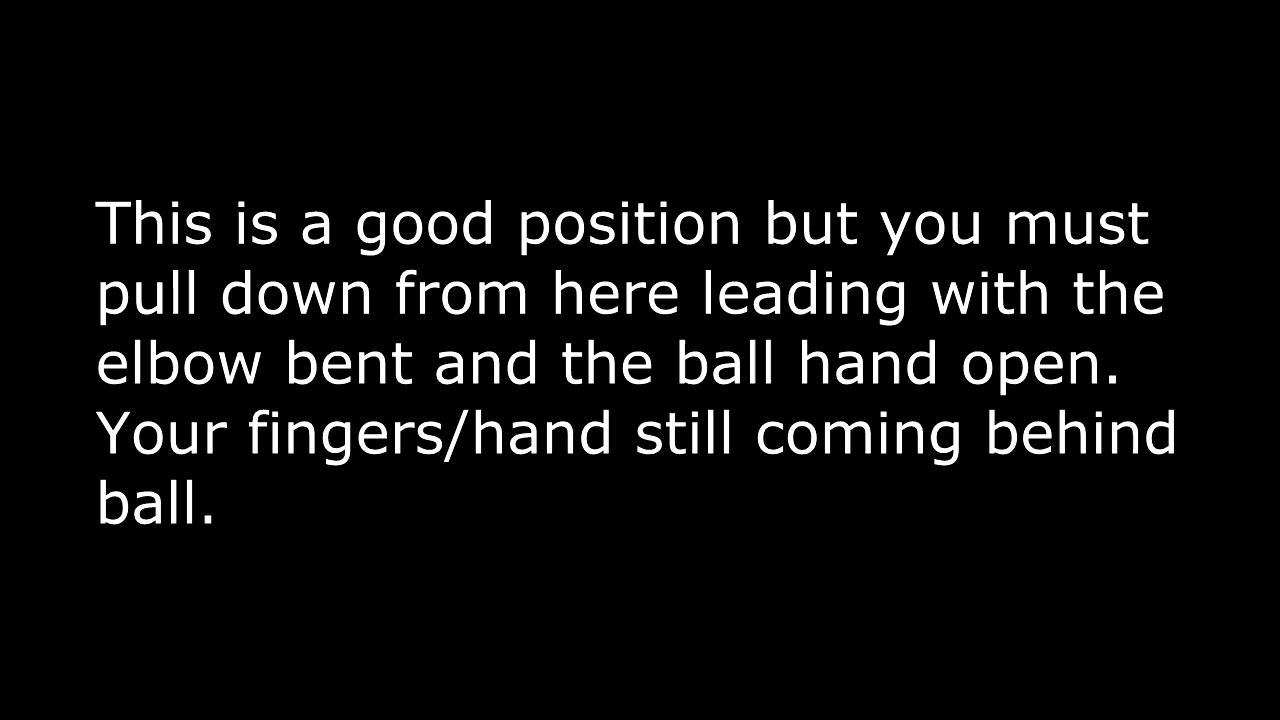 This is a good position but you must
pull down from here leading with the
elbow bent and the ball hand open.
Your fingers/hand still coming behind
ball.